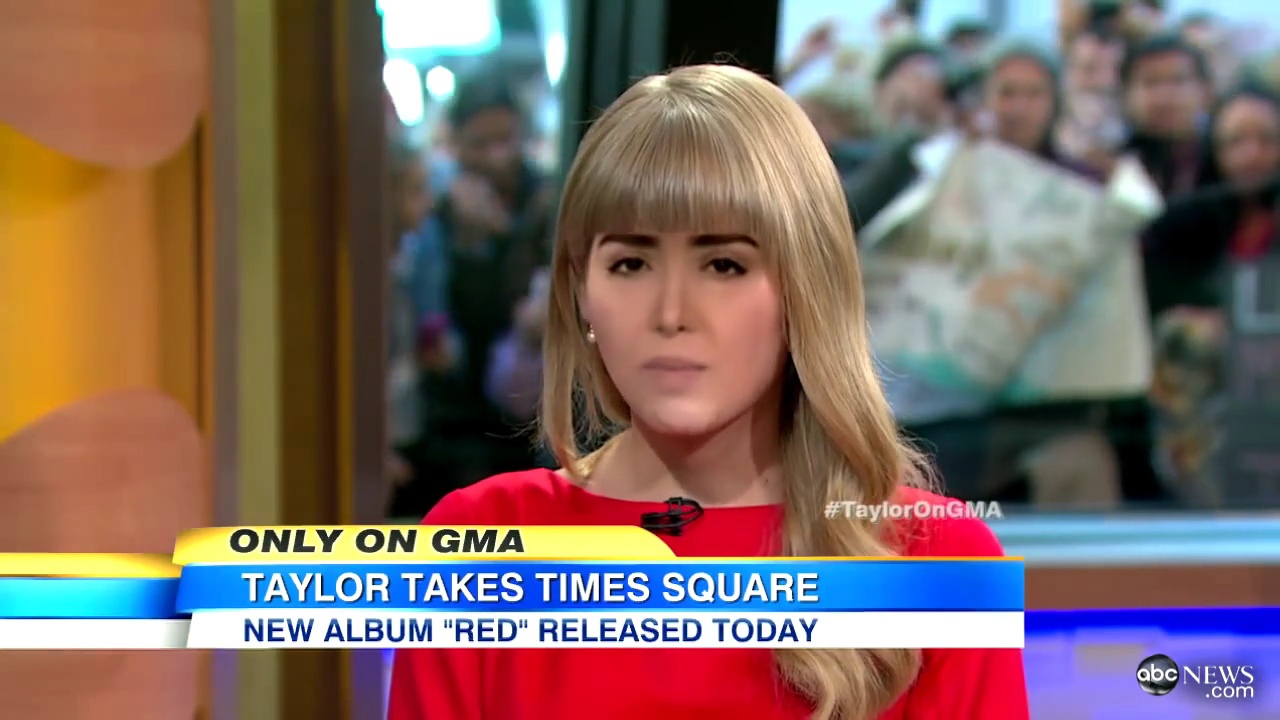 #TaylorOnGMA
ONLY ON GMA
TAYLOR TAKES TIMES SQUARE
NEW ALBUM "RED" RELEASED TODAY
abc NEWS
.com